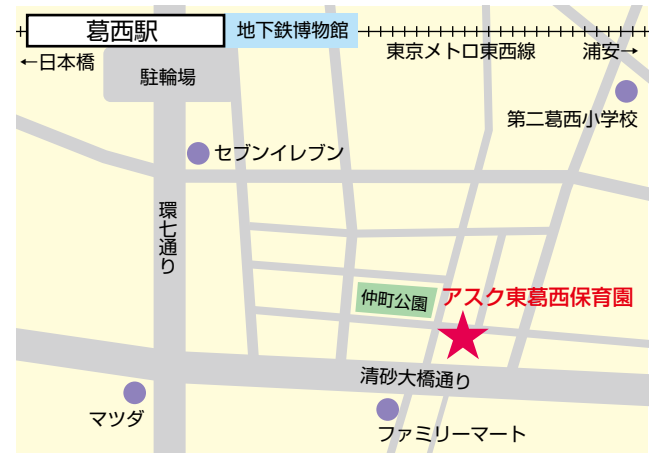 葛西駅
地下鉄博物館
←日本橋
東京メトロ東西線
浦安→
駐輪場
第二葛西小学校
セブンイレブン
環七通り
仲町公園
アスク東葛西保育園
清砂大橋通り
マツダ
ファミリーマート